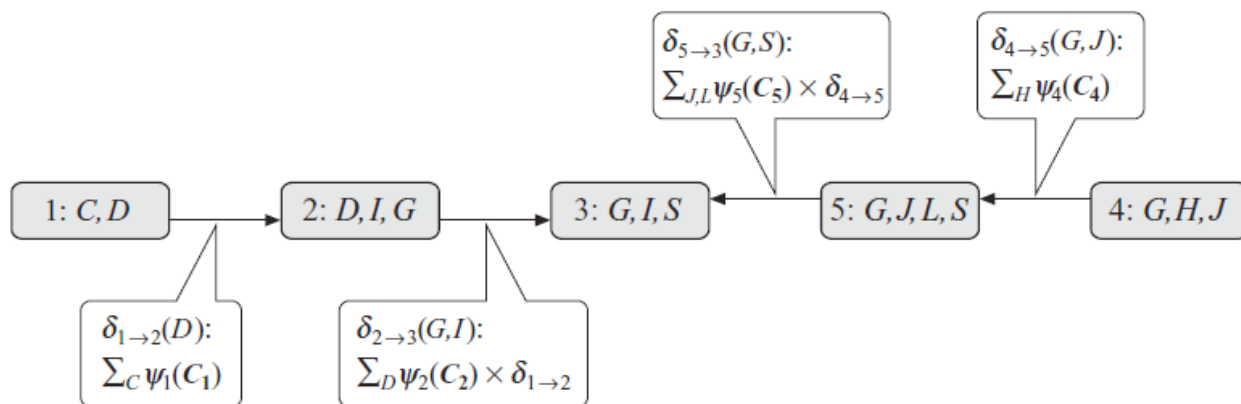 δ5→3(G,S):
∑J,L ψ5(C5) × δ4→5
δ4→5(G,J):
∑H ψ4(C4)
1: C,D
2: D,I,G
3: G,I,S
5: G,J,L,S
4: G,H,J
δ1→2(D):
∑C ψ1(C1)
δ2→3(G,I):
∑D ψ2(C2) × δ1→2